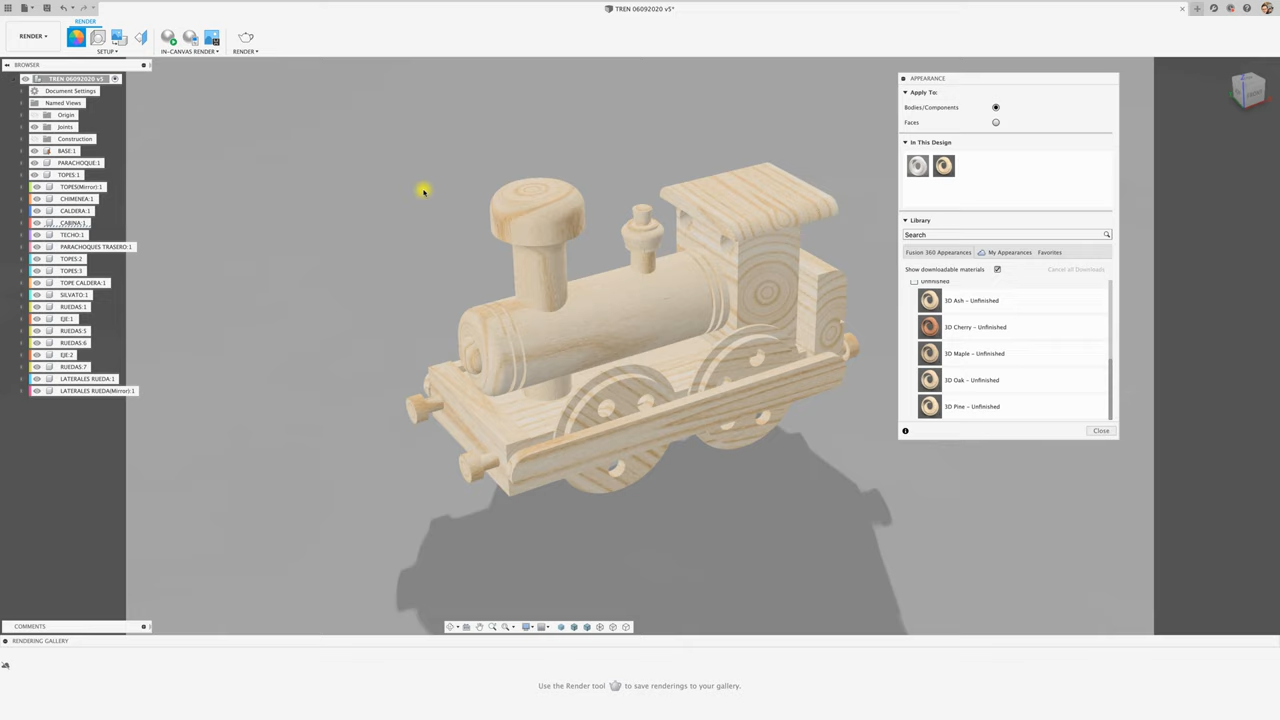 TREN 06092020 v5*
RENDER
RENDER
SETUP
IN-CANVAS RENDER
RENDER
BROWSER
TREN 06092020 v5
Document Settings
Named Views
Origin
Joints
Construction
BASE:1
PARACHOQUE:1
TOPES:1
TOPES(Mirror):1
CHIMENEA:1
CALDERA:1
CABINA:1
TECHO:1
PARACHOQUES TRASERO:1
TOPES:2
TOPES:3
TOPE CALDERA:1
SILVATO:1
RUEDAS:1
EJE:1
RUEDAS:5
RUEDAS:6
EJE:2
RUEDAS:7
LATERALES RUEDA:1
LATERALES RUEDA(Mirror):1
COMMENTS
RENDERING GALLERY
Use the Render tool to save renderings to your gallery.
APPEARANCE
Apply To:
Bodies/Components
Faces
In This Design
Library
Search
Fusion 360 Appearances My Appearances Favorites
Show downloadable materials Cancel all Downloads
Unfinished
3D Ash - Unfinished
3D Cherry - Unfinished
3D Maple - Unfinished
3D Oak - Unfinished
3D Pine - Unfinished
Close